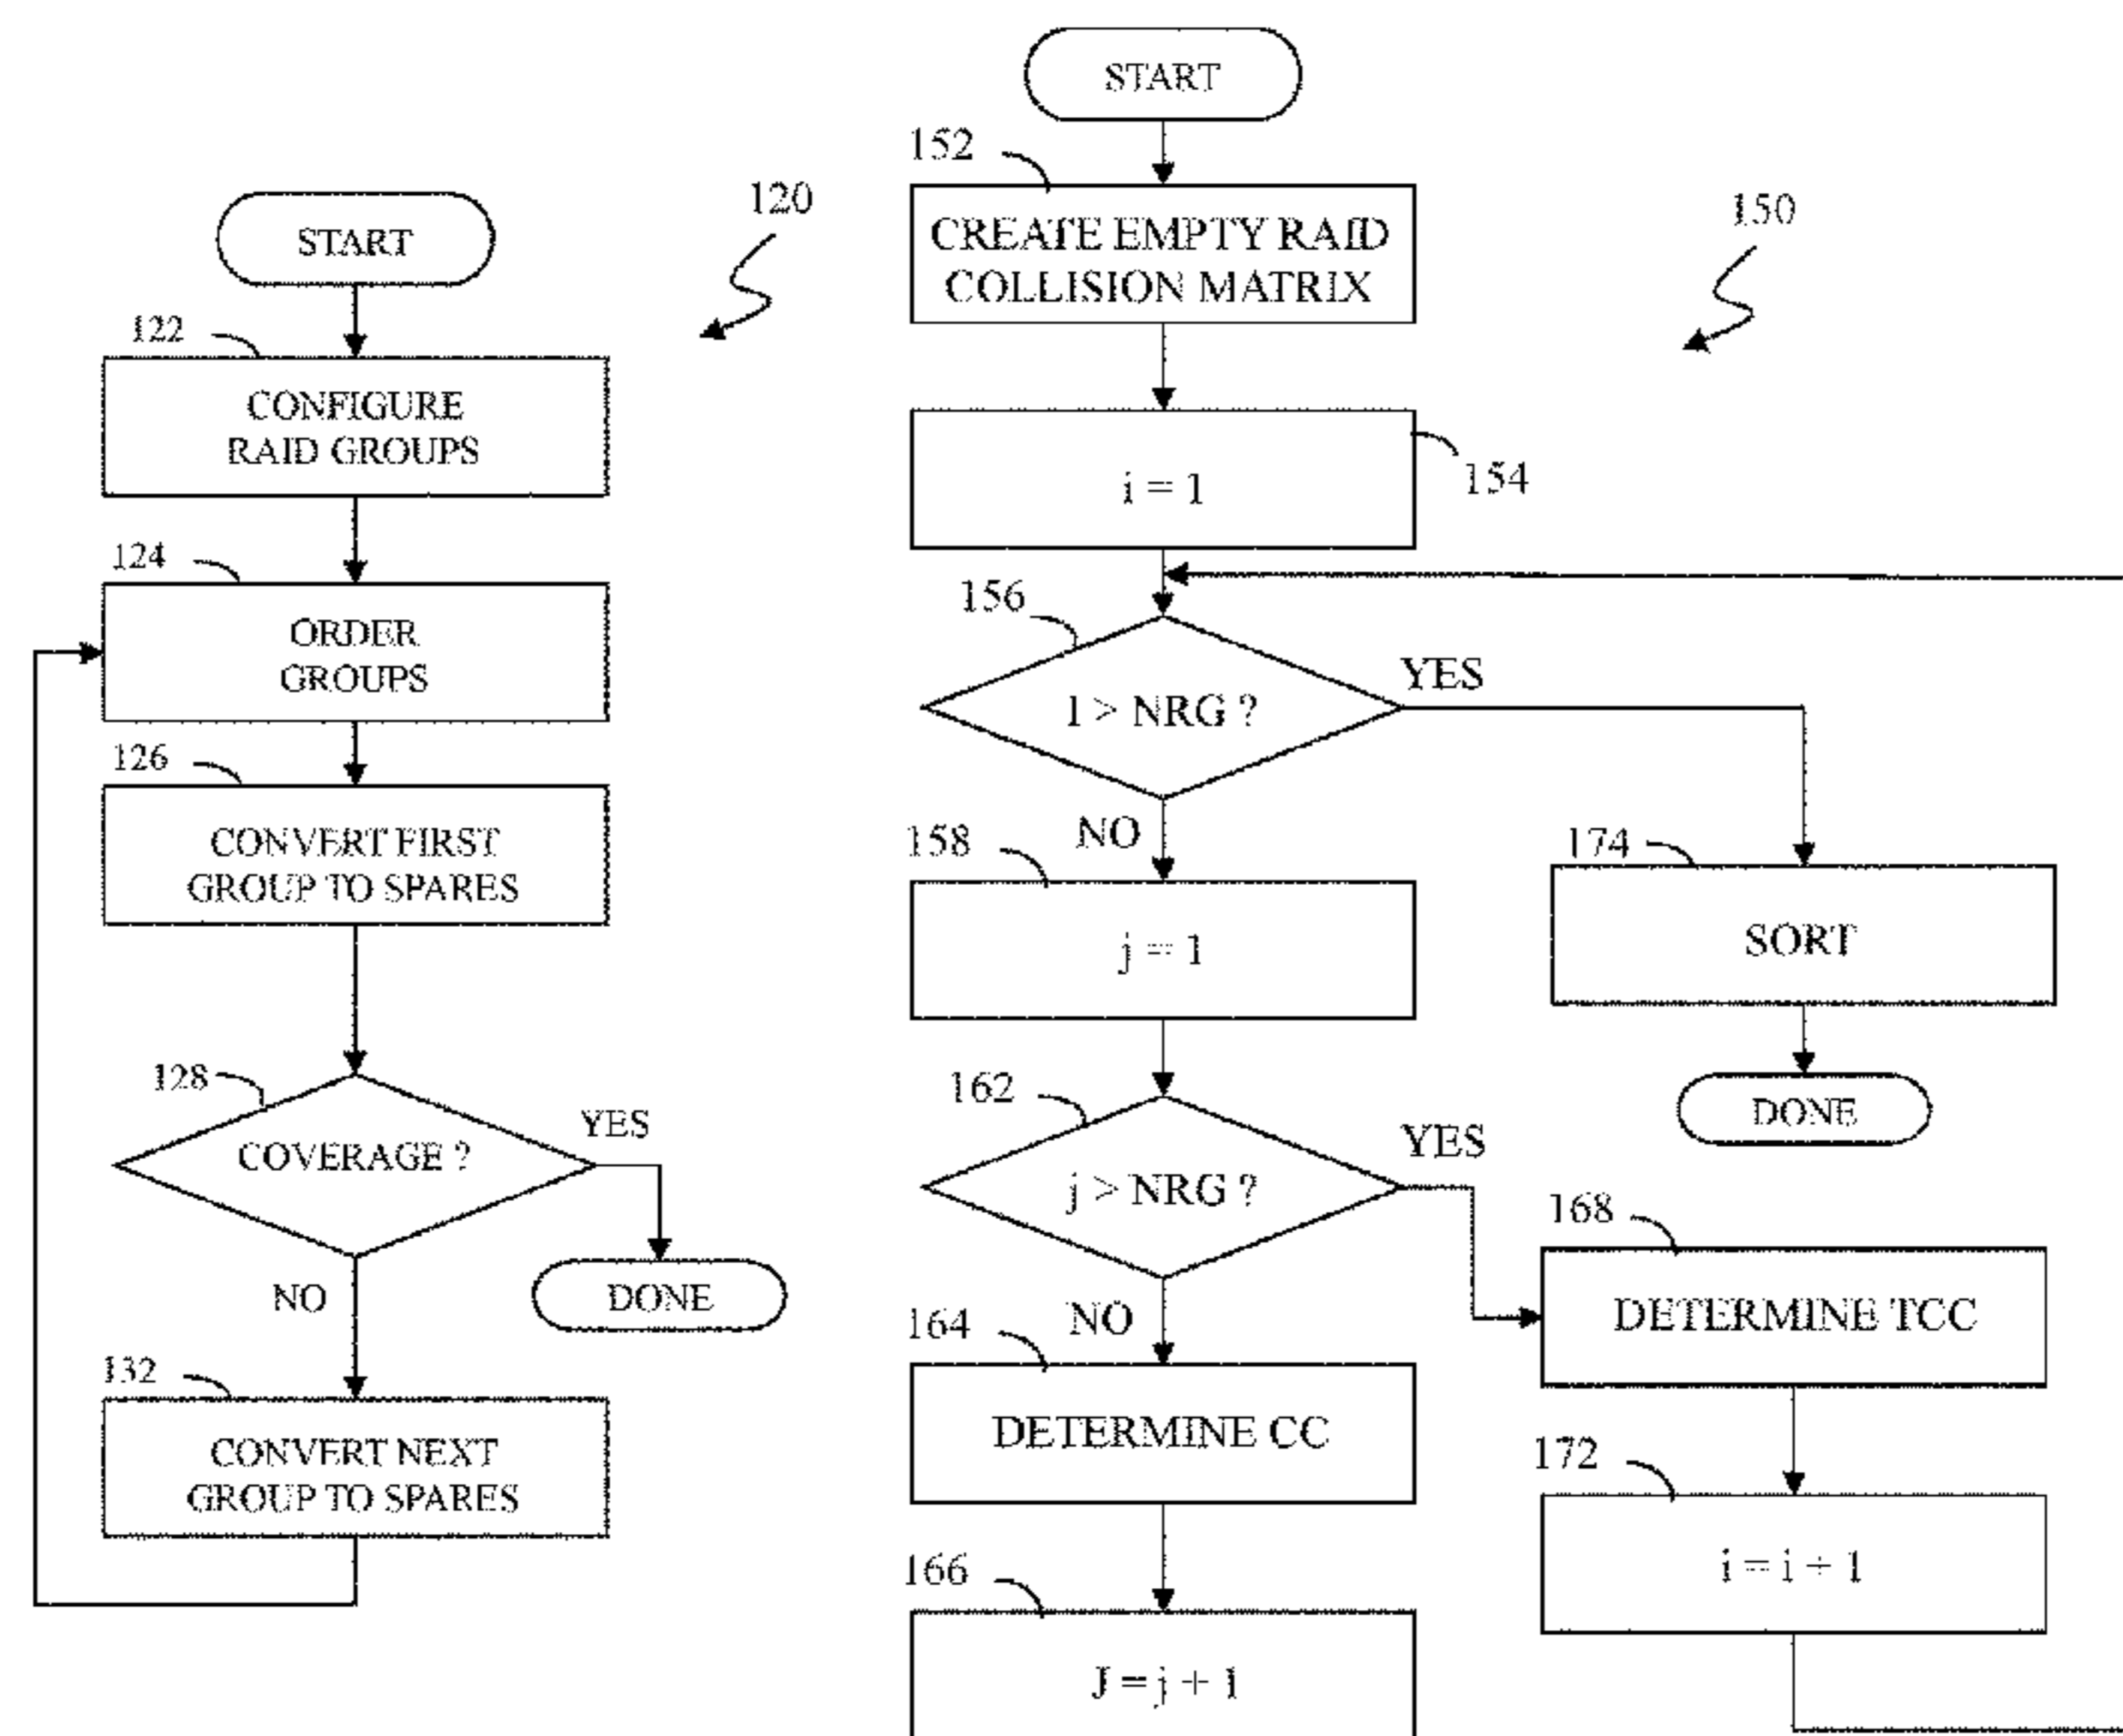 START
120
122
CONFIGURE
RAID GROUPS
124
ORDER
GROUPS
126
CONVERT FIRST
GROUP TO SPARES
128
COVERAGE ?
YES
DONE
NO
132
CONVERT NEXT
GROUP TO SPARES
START
150
152
CREATE EMPTY RAID
COLLISION MATRIX
154
i = 1
156
1 > NRG ?
YES
NO
158
j = 1
174
SORT
DONE
162
j > NRG ?
YES
NO
164
DETERMINE CC
166
J = j + 1
168
DETERMINE TCC
172
i = i + 1